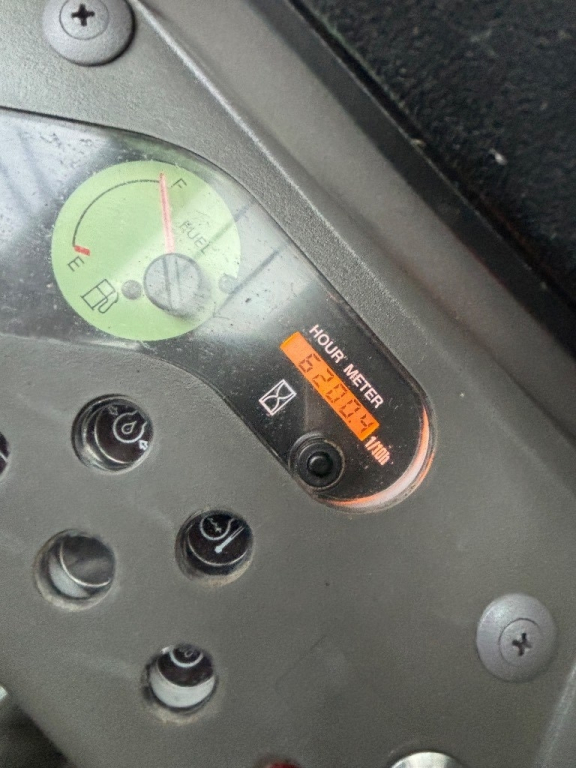 F
FUEL
E
HOUR METER
62004
1/10h